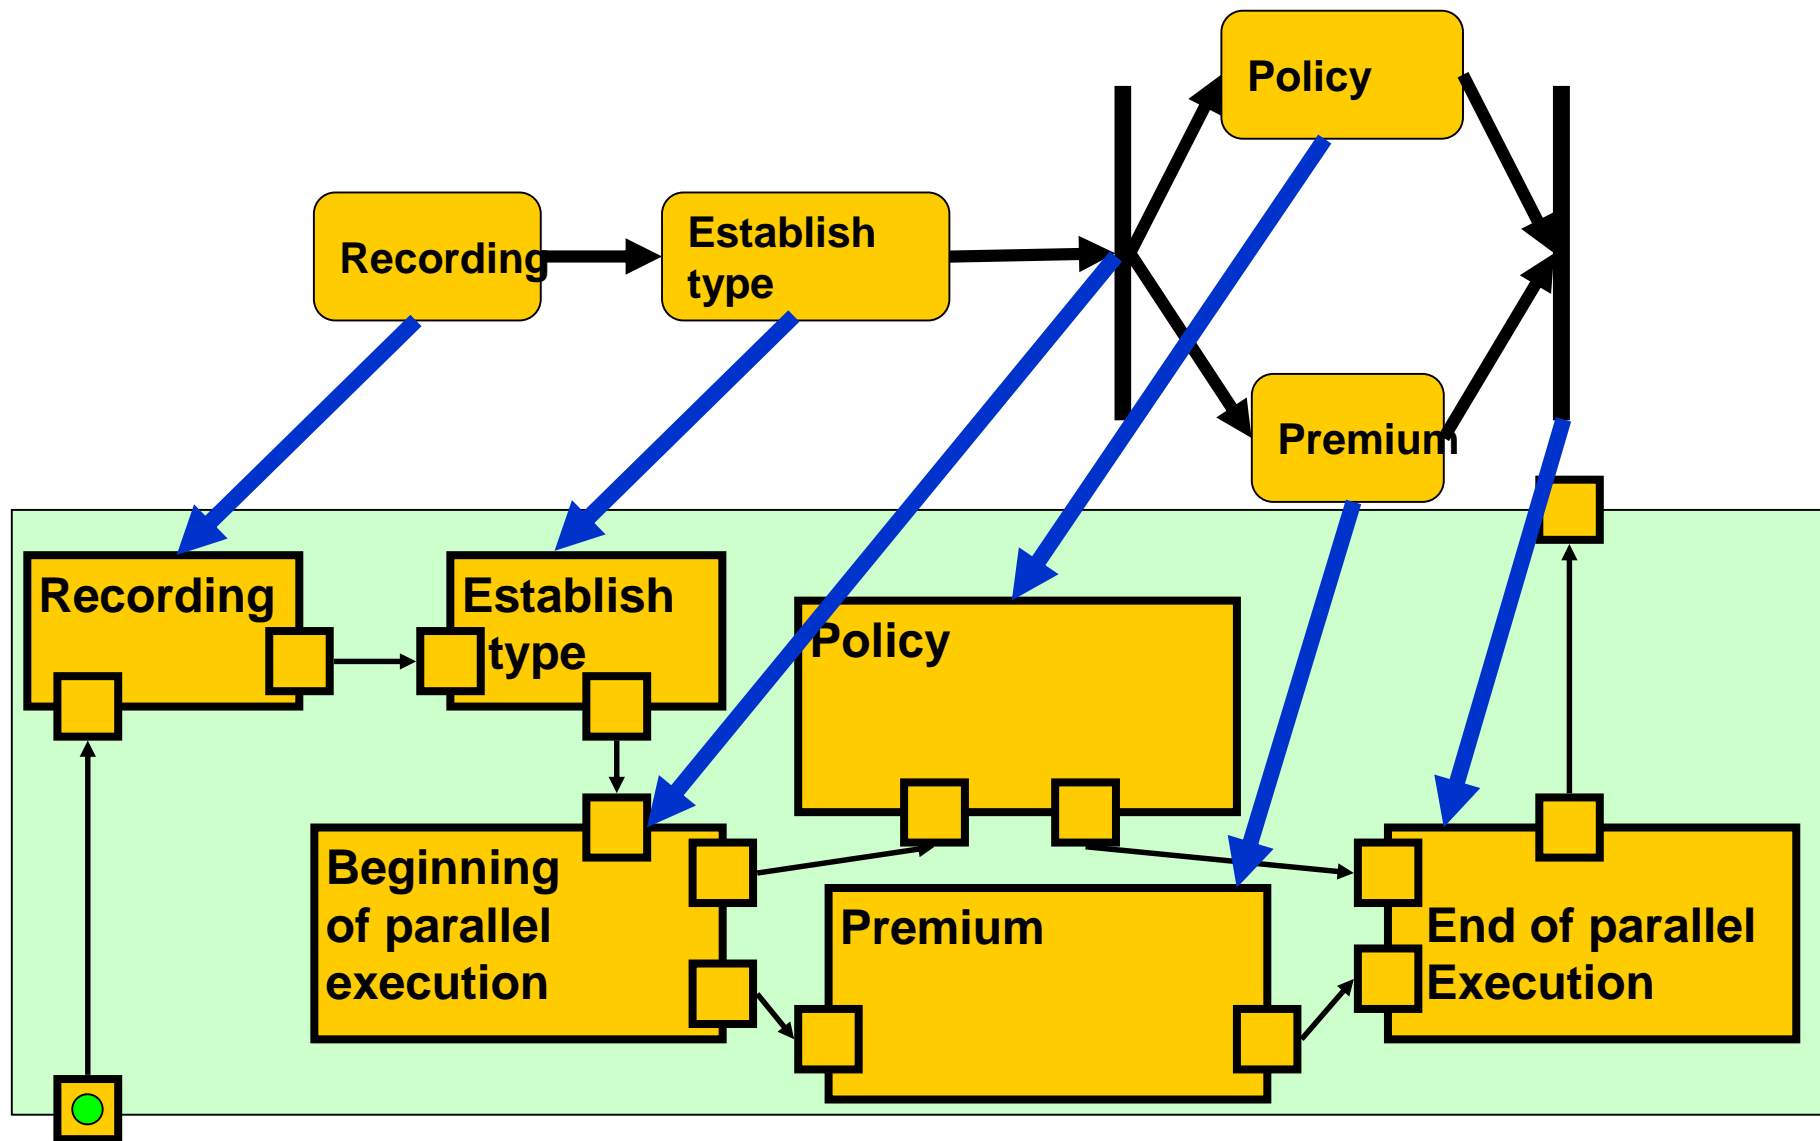 Policy
Recording
Establish
type
Premium
Recording
Establish
type
Policy
Beginning
of parallel
execution
Premium
End of parallel
Execution